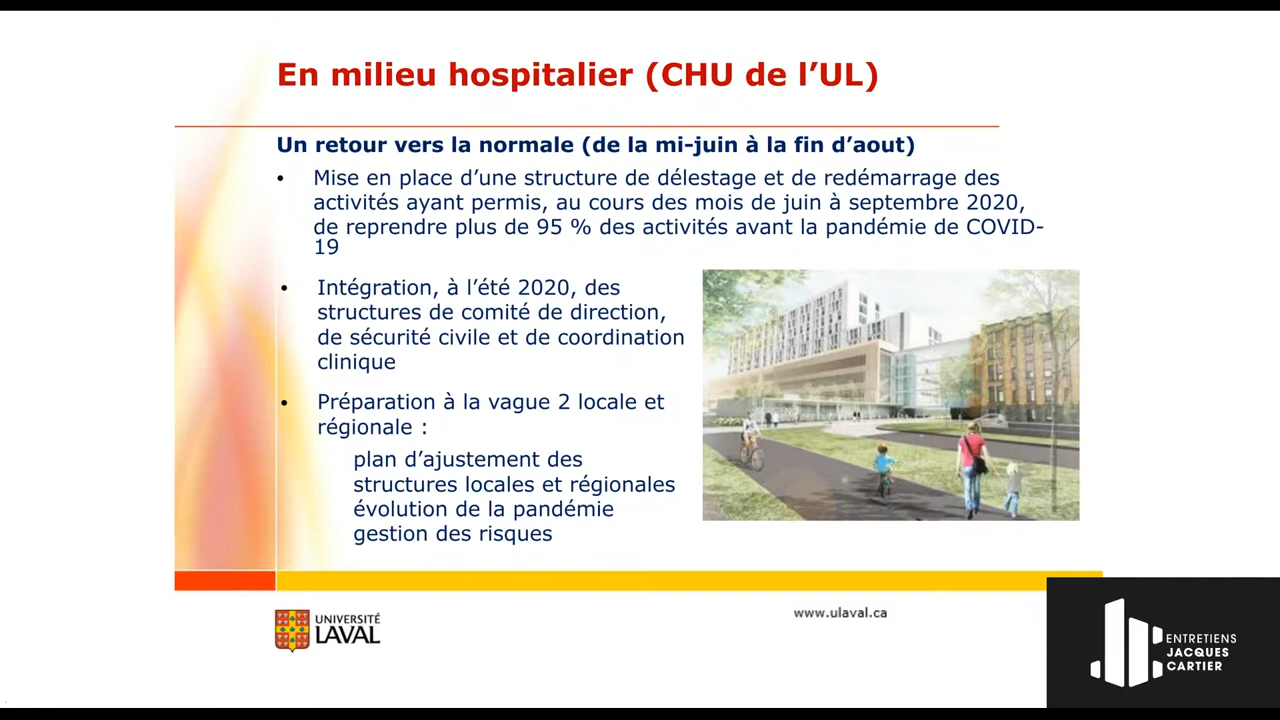 En milieu hospitalier (CHU de l’UL)
Un retour vers la normale (de la mi-juin à la fin d’aout)
• Mise en place d’une structure de délestage et de redémarrage des
activités ayant permis, au cours des mois de juin à septembre 2020,
de reprendre plus de 95 % des activités avant la pandémie de COVID-
19
• Intégration, à l’été 2020, des
structures de comité de direction,
de sécurité civile et de coordination
clinique
• Préparation à la vague 2 locale et
régionale :
plan d’ajustement des
structures locales et régionales
évolution de la pandémie
gestion des risques
UNIVERSITÉ
LAVAL
www.ulaval.ca
ENTRETIENS
JACQUES
CARTIER